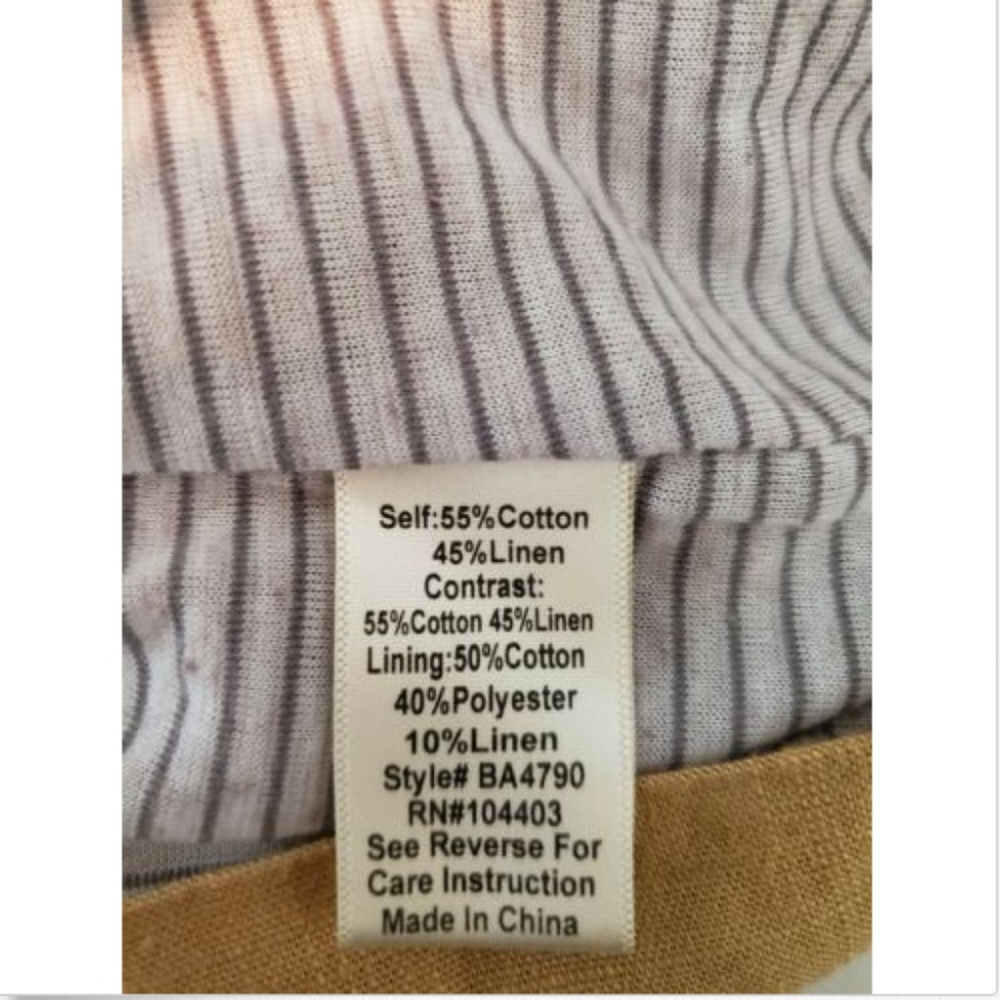 Self:55%Cotton
45%Linen
Contrast:
55%Cotton 45%Linen
Lining:50%Cotton
40%Polyester
10%Linen
Style# BA4790
RN#104403
See Reverse For
Care Instruction
Made In China